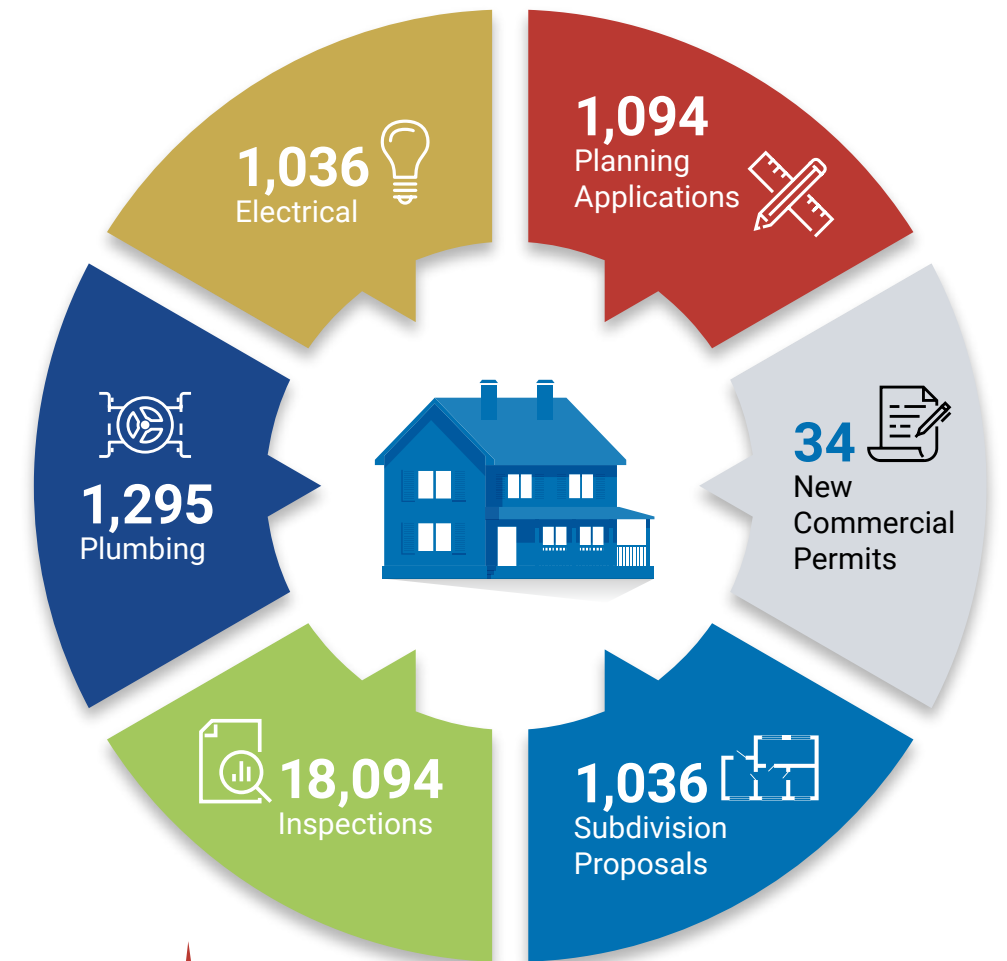 1,036
Electrical
1,094
Planning
Applications
1,295
Plumbing
34
New
Commercial
Permits
18,094
Inspections
1,036
Subdivision
Proposals